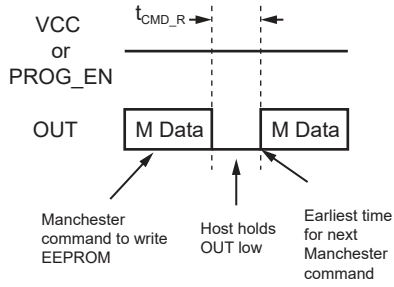 tCMD_R
VCC
or
PROG_EN
OUT
M Data
M Data
Manchester
command to write
EEPROM
Host holds
OUT low
Earliest time
for next
Manchester
command